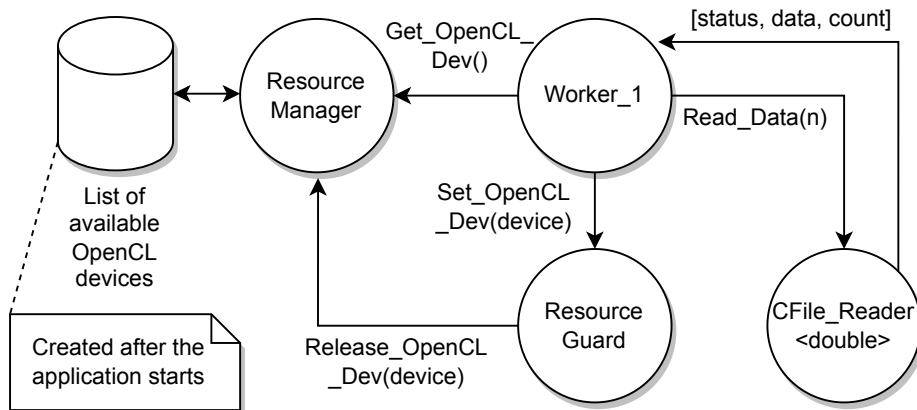 [status, data, count]
Get_OpenCL_
Dev()
Resource
Manager
Worker_1
Read_Data(n)
List of
available
OpenCL
devices
Set_OpenCL
_Dev(device)
Resource
Guard
CFile_Reader
<double>
Created after the
application starts
Release_OpenCL
_Dev(device)